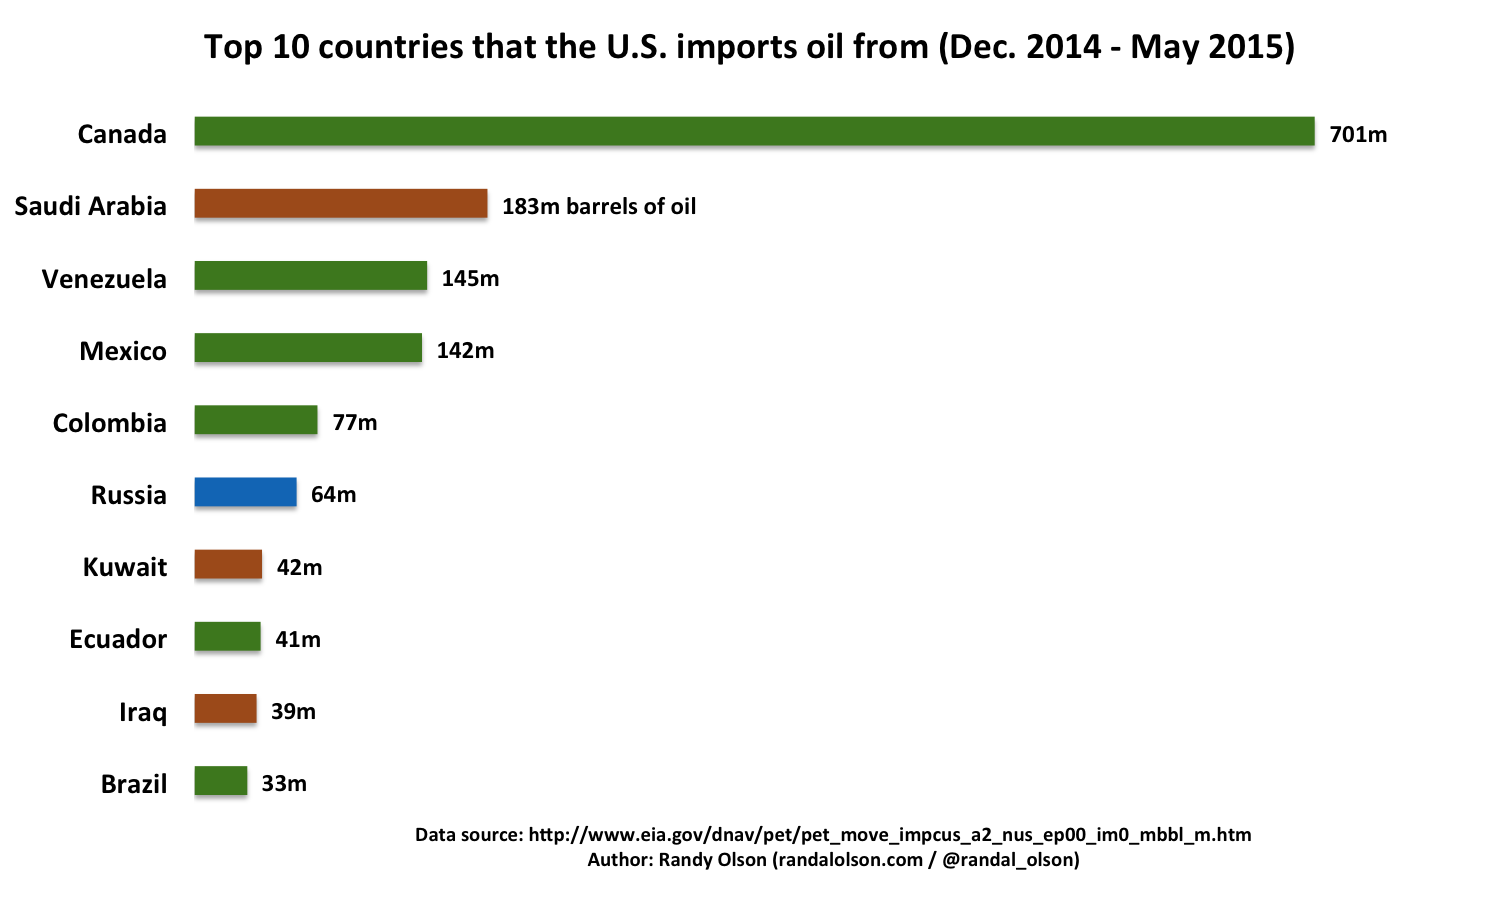 Top 10 countries that the U.S. imports oil from (Dec. 2014 - May 2015)
Canada 701m
Saudi Arabia 183m barrels of oil
Venezuela 145m
Mexico 142m
Colombia 77m
Russia 64m
Kuwait 42m
Ecuador 41m
Iraq 39m
Brazil 33m
Data source: http://www.eia.gov/dnav/pet/pet_move_impcus_a2_nus_ep00_im0_mbbl_m.htm
Author: Randy Olson (randalolson.com / @randal_olson)